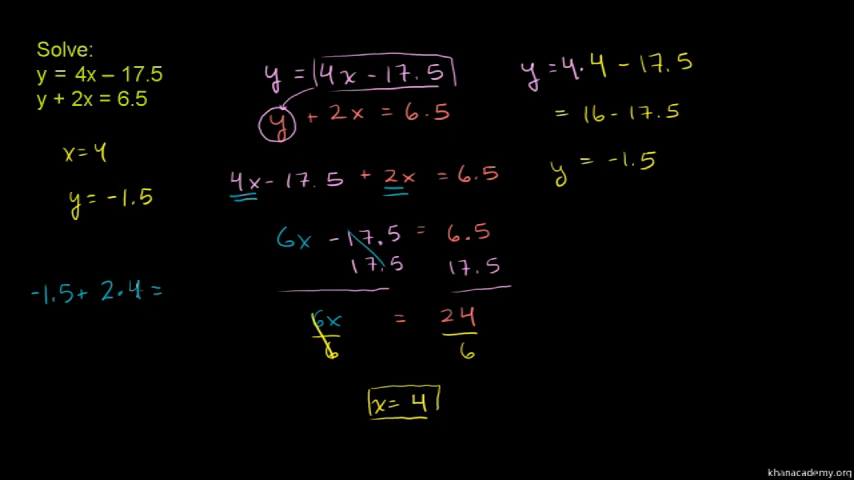 Solve:
y = 4x – 17.5
y + 2x = 6.5
x = 4
y = -1.5
-1.5 + 2·4 =
y = 4x - 17.5
y + 2x = 6.5
4x - 17.5 + 2x = 6.5
6x - 17.5 = 6.5
17.5 17.5
6x = 24
6 6
x = 4
y = 4·4 - 17.5
= 16 - 17.5
y = -1.5
khanacademy.org